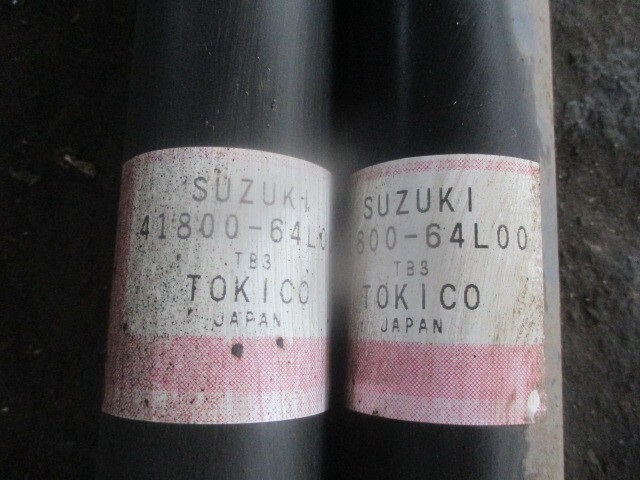 SUZUKI
41800-64L0
TB3
TOKICO
JAPAN
SUZUKI
800-64L00
TB3
TOKICO
JAPAN